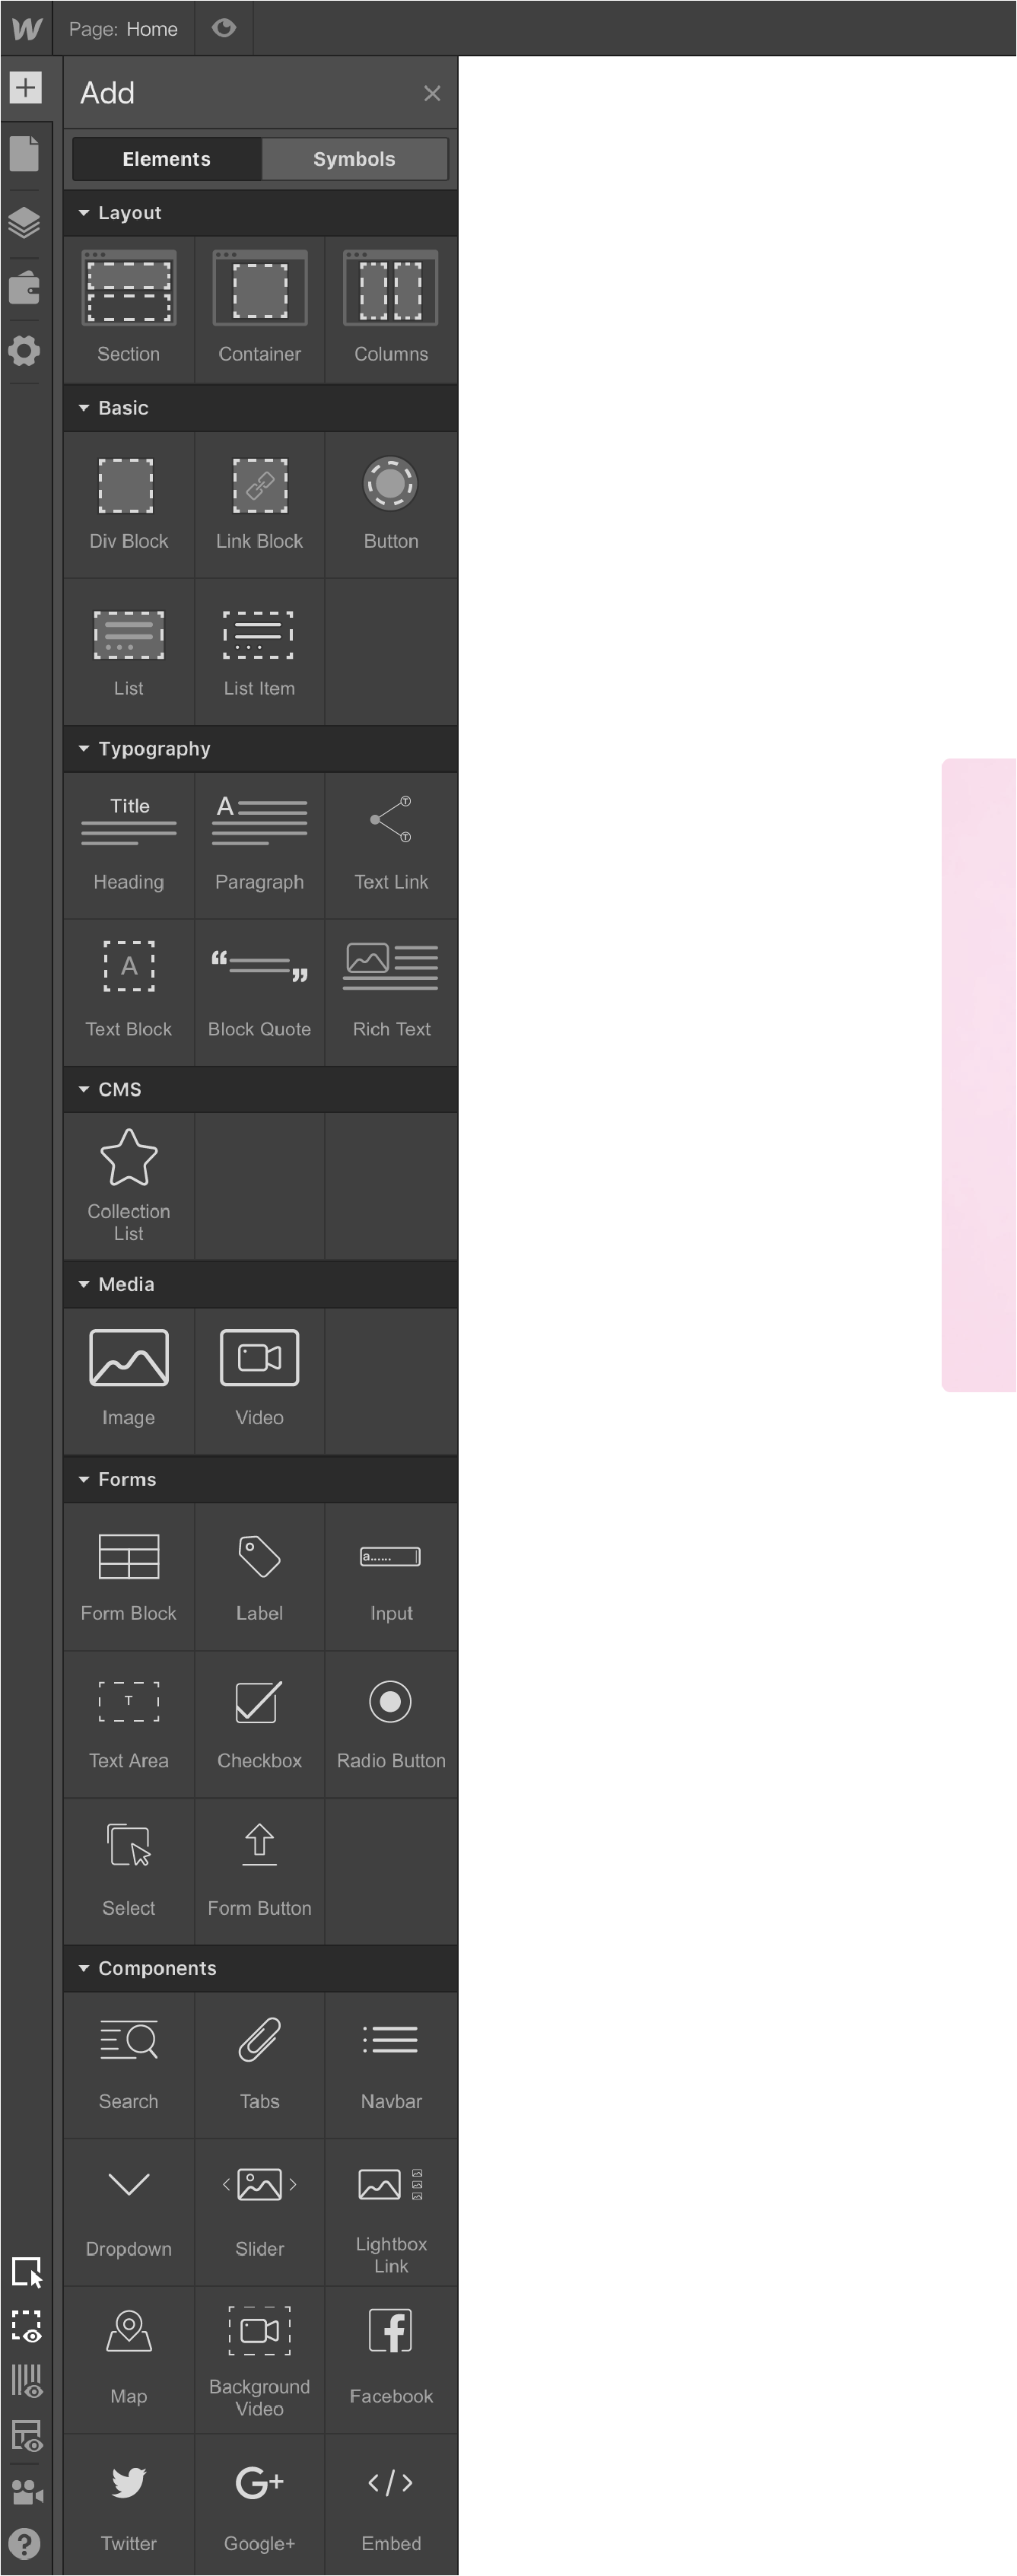 Page: Home
Add
Elements Symbols
Layout
Section Container Columns
Basic
Div Block Link Block Button
List List Item
Typography
Title A T T
Heading Paragraph Text Link
A “ ”
Text Block Block Quote Rich Text
CMS
Collection
List
Media
Image Video
Forms
a......
Form Block Label Input
T
Text Area Checkbox Radio Button
Select Form Button
Components
Search Tabs Navbar
Dropdown Slider Lightbox
Link
Map Background
Video Facebook
G+ </>
Twitter Google+ Embed